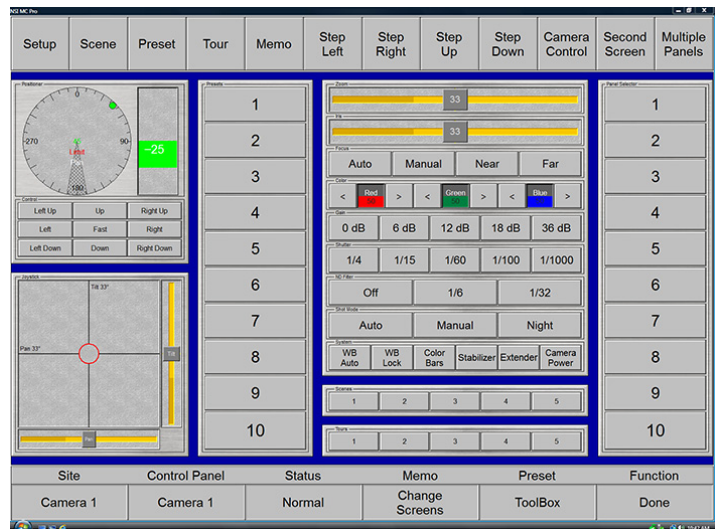 NSI MC Pro
Setup
Scene
Preset
Tour
Memo
Step Left
Step Right
Step Up
Step Down
Camera Control
Second Screen
Multiple Panels
Positioner
0
270
90
180
Limit
Pan
-25
Control
Left Up
Up
Right Up
Left
Fast
Right
Left Down
Down
Right Down
Joystick
Tilt 33°
Pan 33°
Tilt
Pan
Presets
1
2
3
4
5
6
7
8
9
10
Zoom
33
Iris
33
Focus
Auto
Manual
Near
Far
Color
<
Red
50
>
<
Green
50
>
<
Blue
>
Gain
0 dB
6 dB
12 dB
18 dB
36 dB
Shutter
1/4
1/15
1/60
1/100
1/1000
ND Filter
Off
1/6
1/32
Shot Mode
Auto
Manual
Night
System
WB Auto
WB Lock
Color Bars
Stabilizer
Extender
Camera Power
Scenes
1
2
3
4
5
Tours
1
2
3
4
5
Panel Selector
1
2
3
4
5
6
7
8
9
10
Site
Control Panel
Status
Memo
Preset
Function
Camera 1
Camera 1
Normal
Change Screens
ToolBox
Done
10:47 AM